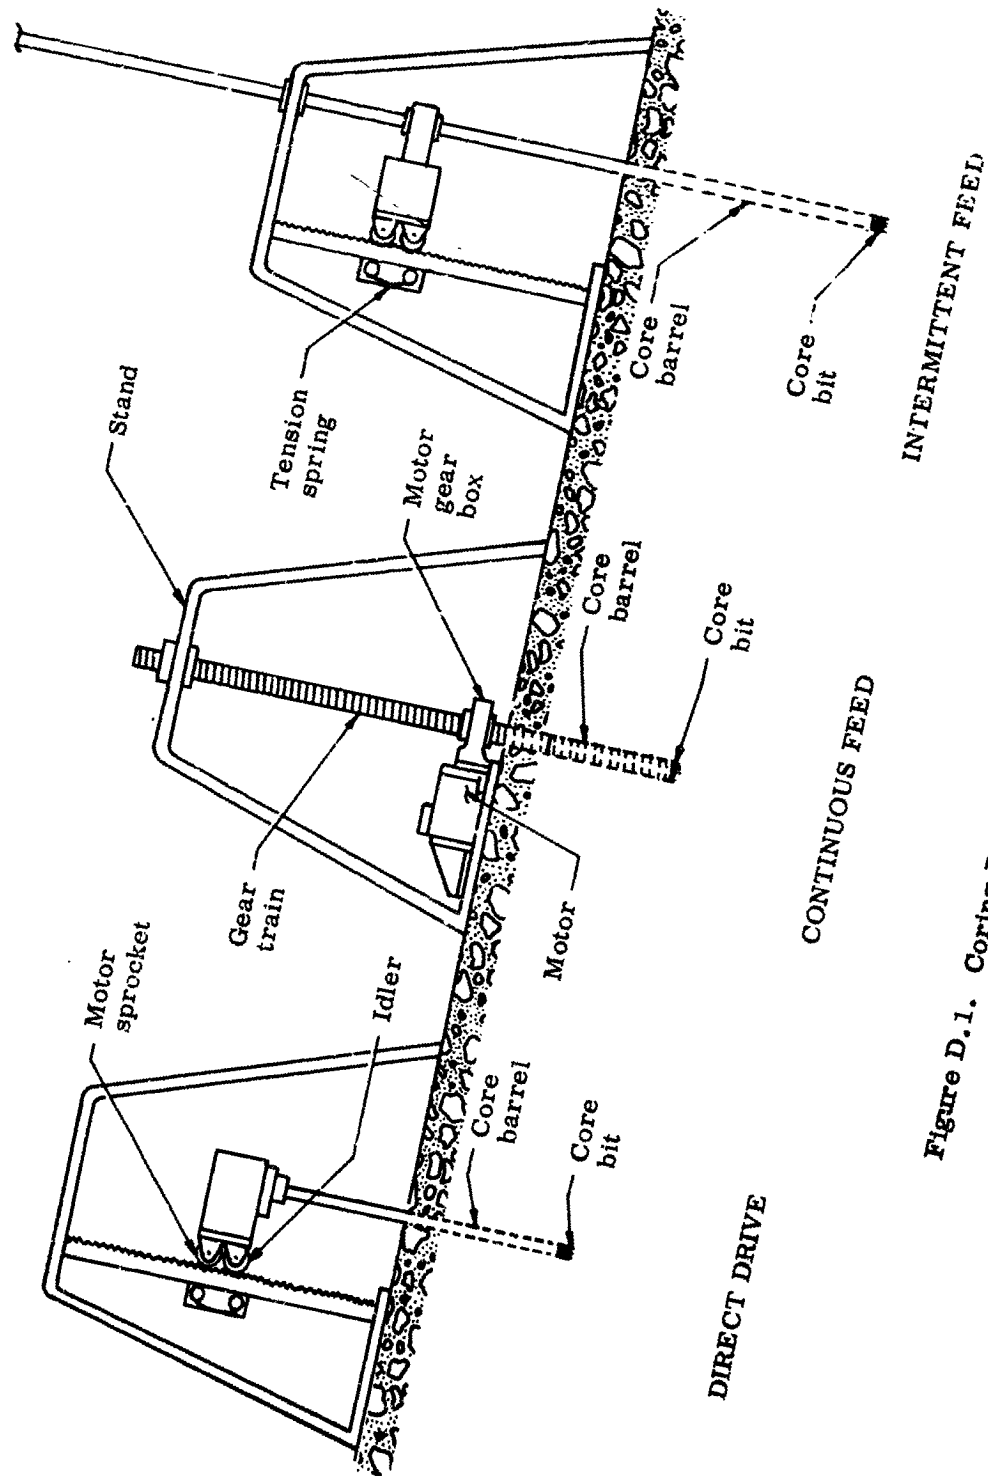 Motor
sprocket
Idler
Core
barrel
Core
bit
DIRECT DRIVE
Stand
Gear
train
Motor
gear
box
Motor
Core
barrel
Core
bit
CONTINUOUS FEED
Tension
spring
Core
barrel
Core
bit
INTERMITTENT FEED
Figure D.1. Coring